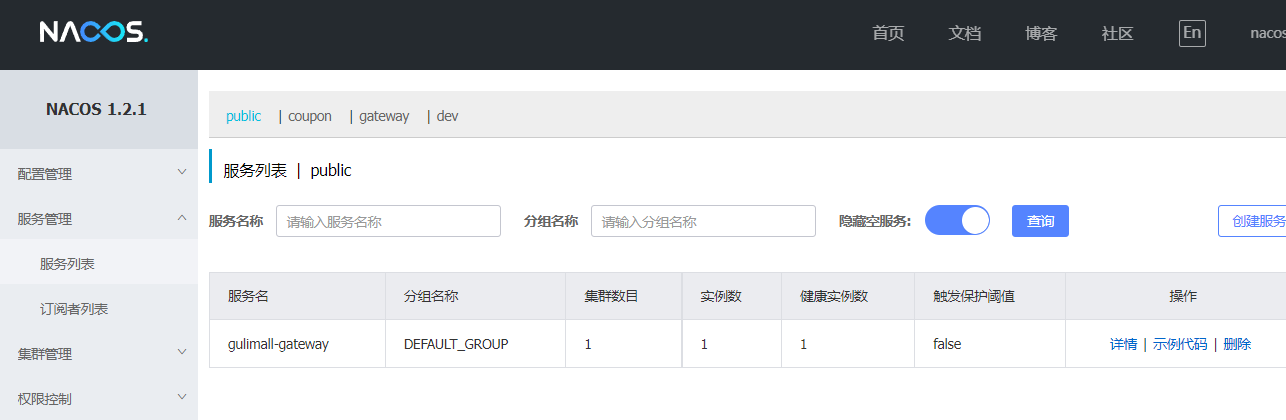 NACOS. 首页 文档 博客 社区 En nacos
NACOS 1.2.1
public | coupon | gateway | dev
配置管理
服务列表 | public
服务管理
服务名称 请输入服务名称 分组名称 请输入分组名称 隐藏空服务: 查询 创建服务
服务列表
订阅者列表
服务名 分组名称 集群数目 实例数 健康实例数 触发保护阈值 操作
集群管理
gulimall-gateway DEFAULT_GROUP 1 1 1 false 详情 | 示例代码 | 删除
权限控制